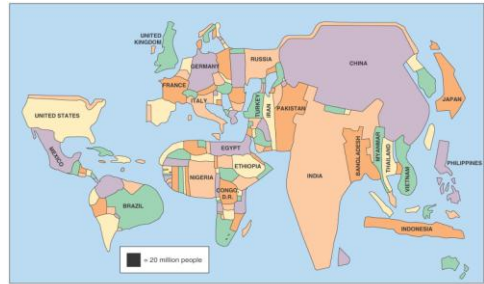 UNITED
KINGDOM
GERMANY
RUSSIA
FRANCE
ITALY
CHINA
JAPAN
UNITED STATES
TURKEY
IRAN
PAKISTAN
MEXICO
EGYPT
ETHIOPIA
NIGERIA
CONGO,
D.R.
INDIA
BANGLADESH
MYANMAR
THAILAND
VIETNAM
PHILIPPINES
BRAZIL
INDONESIA
= 20 million people